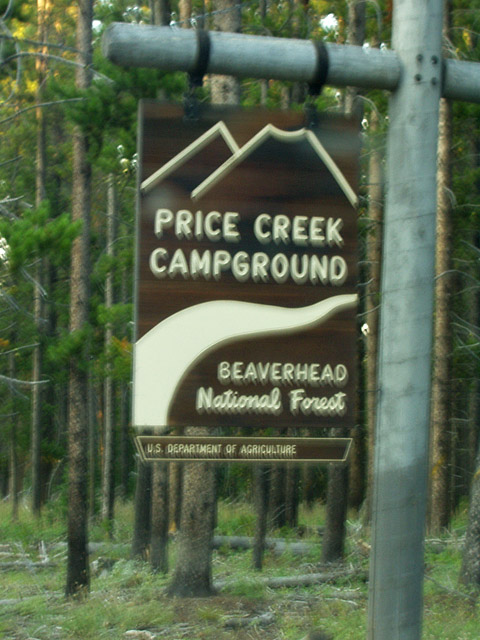 PRICE CREEK
CAMPGROUND
BEAVERHEAD
National Forest
U.S. DEPARTMENT OF AGRICULTURE